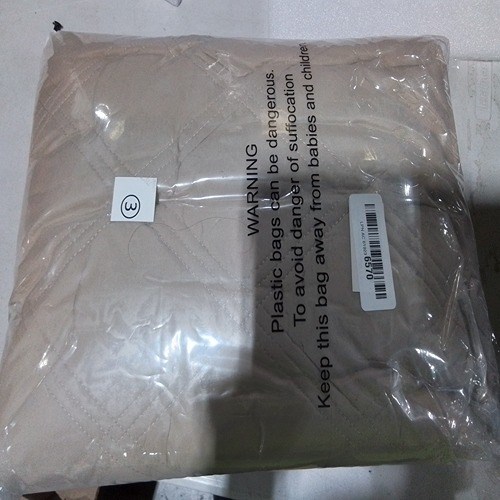 WARNING
Plastic bags can be dangerous.
To avoid danger of suffocation
Keep this bag away from babies and children
3
6570